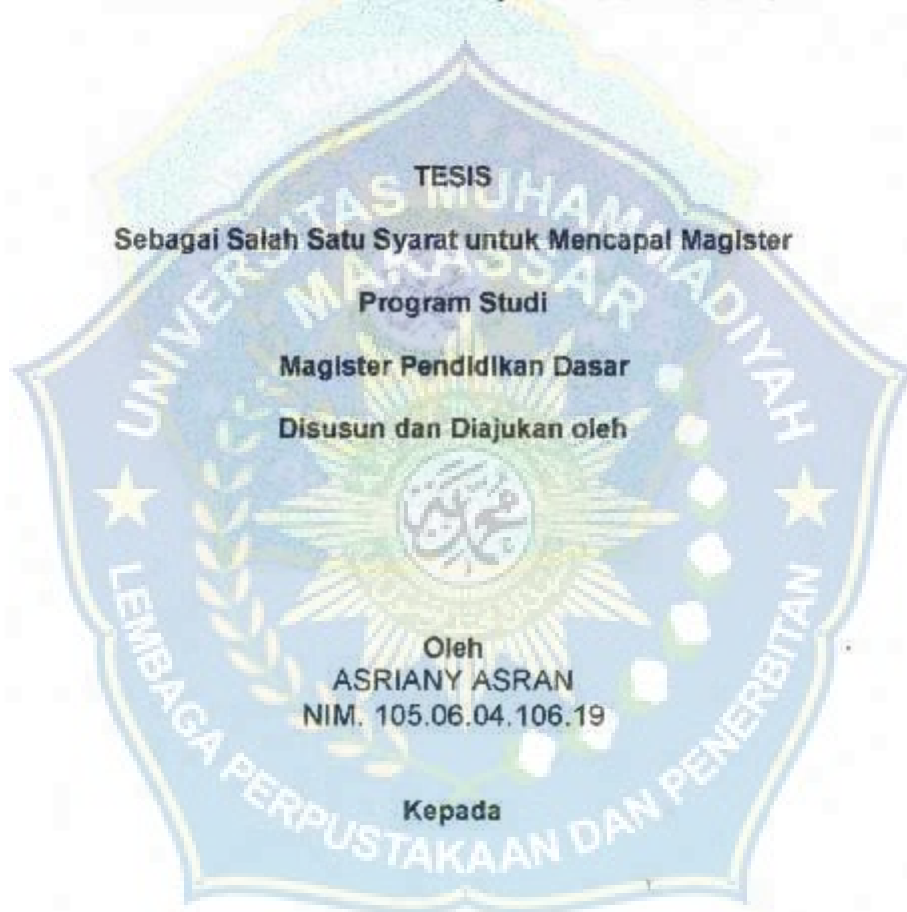 TESIS
Sebagai Salah Satu Syarat untuk Mencapai Magister
Program Studi
Magister Pendidikan Dasar
Disusun dan Diajukan oleh
Oleh
ASRIANY ASRAN
NIM. 105.06.04.106.19
Kepada
UNIVERSITAS MUHAMMADIYAH
MAKASSAR
LEMBAGA PERPUSTAKAAN DAN PENERBITAN